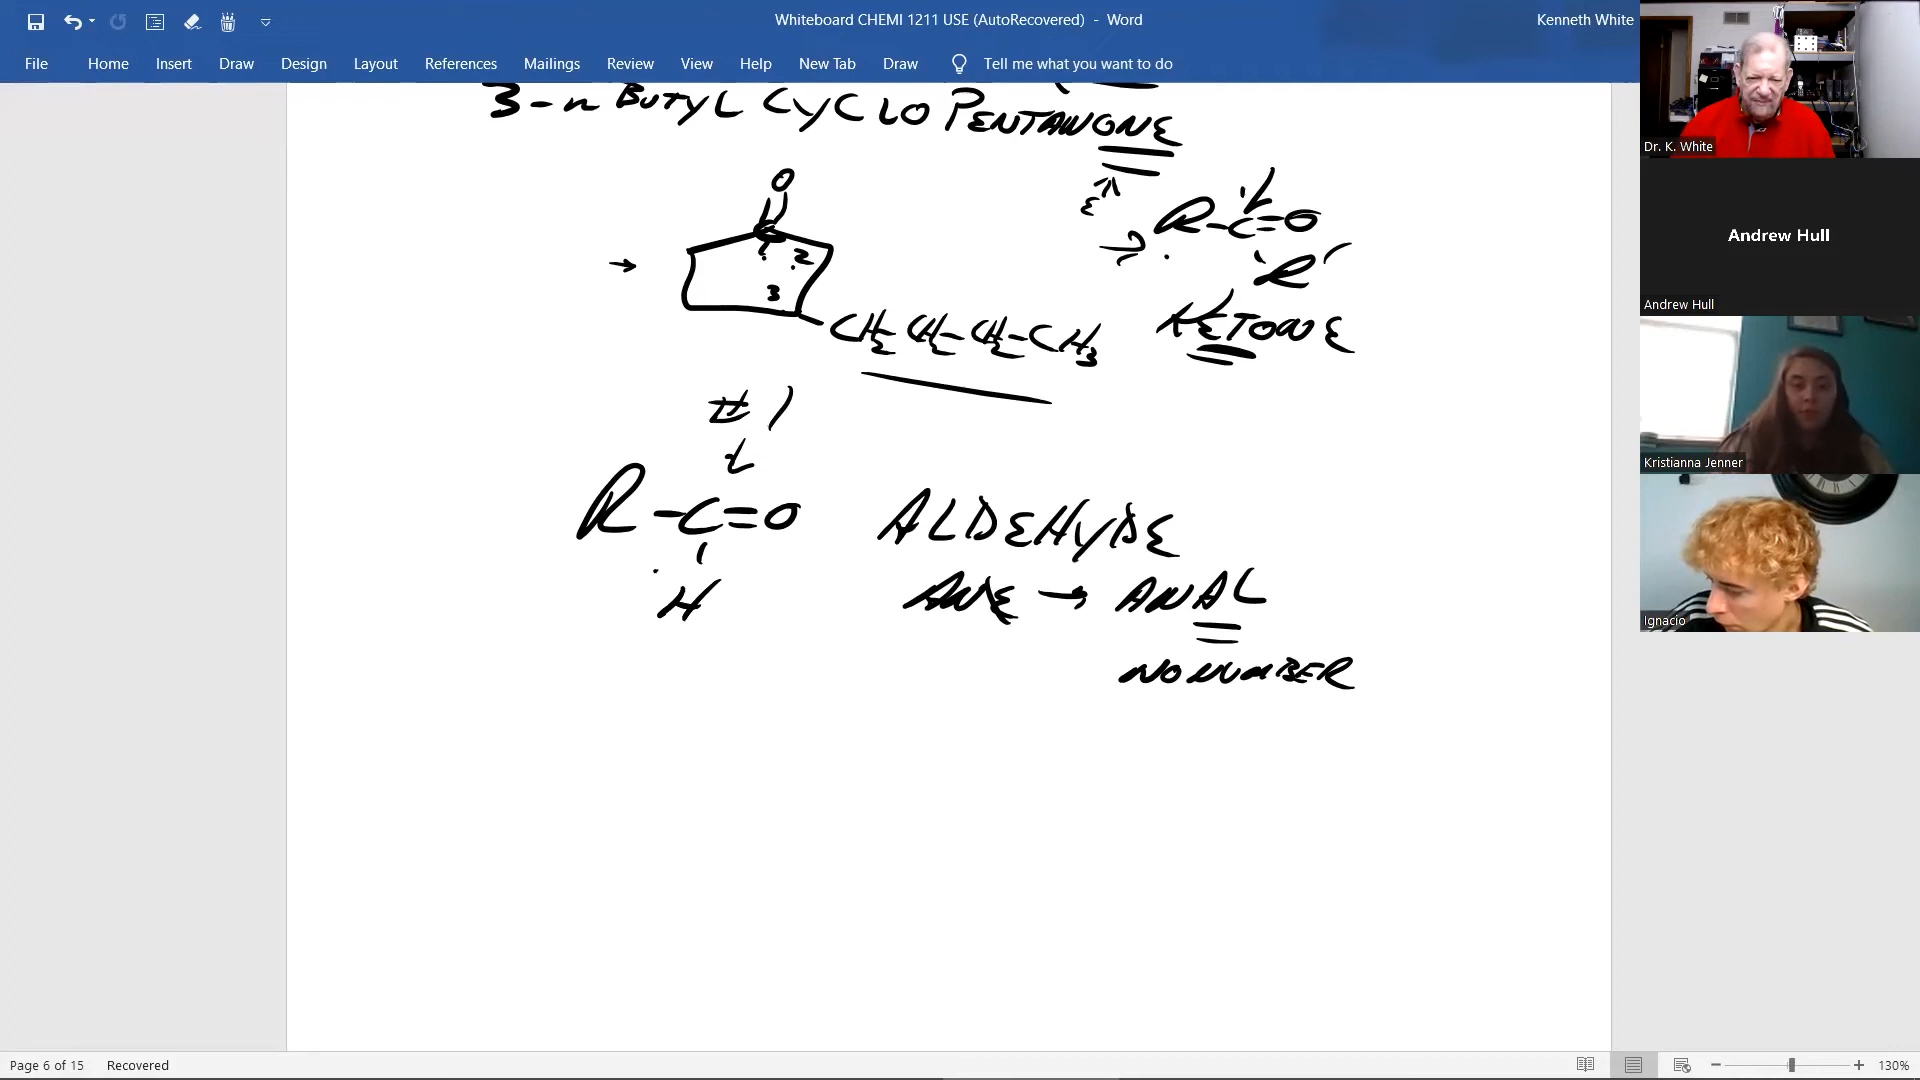 Whiteboard CHEMI 1211 USE (AutoRecovered) - Word
Kenneth White
File Home Insert Draw Design Layout References Mailings Review View Help New Tab Draw Tell me what you want to do
3-n BUTYL CYCLO PENTANONE
O
C
1 2
3
CH2 CH2-CH2-CH3
R-C=O
R'
KETONE
#1
R-C=O
H
ALDEHYDE
ANE → ANAL
NO NUMBER
Dr. K. White
Andrew Hull
Andrew Hull
Kristianna Jenner
Ignacio
Page 6 of 15 Recovered
130%